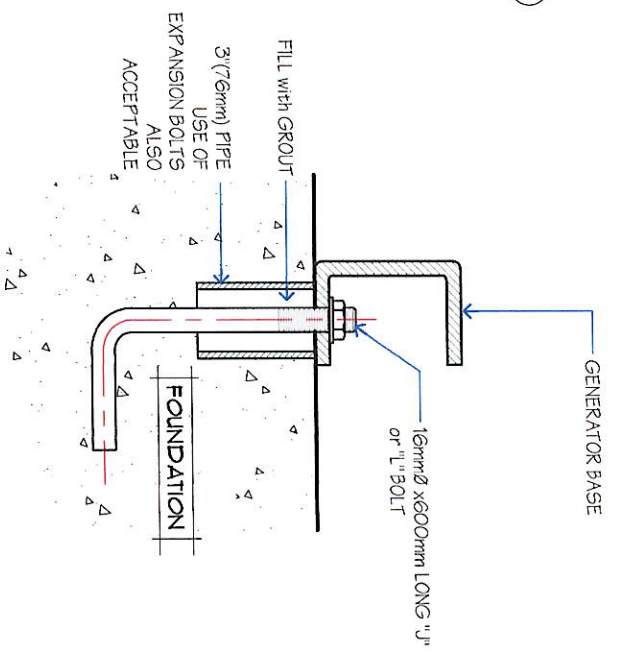 GENERATOR BASE
16mmØ x600mm LONG "J"
or "L" BOLT
FILL with GROUT
3"(76mm) PIPE
USE OF
EXPANSION BOLTS
ALSO
ACCEPTABLE
FOUNDATION